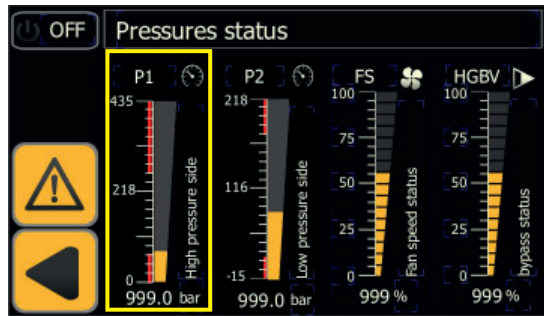 OFF
Pressures status
P1
435
218
0
High pressure side
999.0 bar
P2
218
116
-15
Low pressure side
999.0 bar
FS
100
75
50
25
0
Fan speed status
999 %
HGBV
100
75
50
25
0
bypass status
999 %